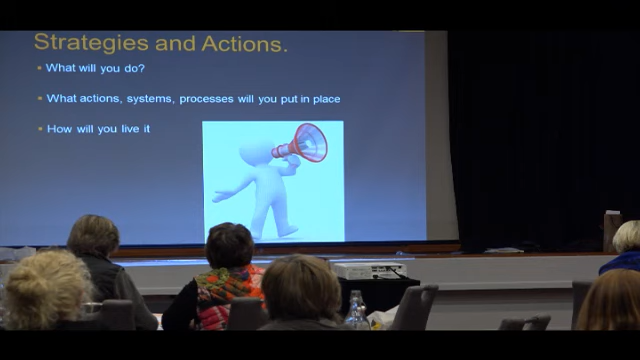 Strategies and Actions.
What will you do?
What actions, systems, processes will you put in place
How will you live it